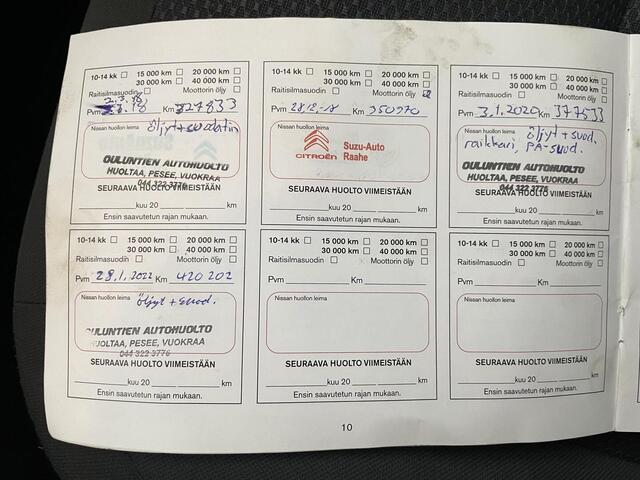 10-14 kk 15 000 km 20 000 km
30 000 km 40 000 km
Raitisilmasuodin Moottorin öljy
2.3.18
Pvm Km 327833
Nissan huollon leima
öljyt+suodatin
OULUNTIEN AUTOHUOLTO
HUOLTAA, PESEE, VUOKRAA
044 322 3776
SEURAAVA HUOLTO VIIMEISTÄÄN
kuu 20 km
Ensin saavutetun rajan mukaan.
10-14 kk 15 000 km 20 000 km
30 000 km 40 000 km
Raitisilmasuodin Moottorin öljy
Pvm 28.12-18 Km 350970
Nissan huollon leima
CITROËN
Suzu-Auto
Raahe
SEURAAVA HUOLTO VIIMEISTÄÄN
kuu 20 km
Ensin saavutetun rajan mukaan.
10-14 kk 15 000 km 20 000 km
30 000 km 40 000 km
Raitisilmasuodin Moottorin öljy
Pvm 3.1.2020 Km 377533
Nissan huollon leima
öljyt + suod.
raikkari, PA-suod.
OULUNTIEN AUTOHUOLTO
HUOLTAA, PESEE, VUOKRAA
044 322 3776
SEURAAVA HUOLTO VIIMEISTÄÄN
kuu 20 km
Ensin saavutetun rajan mukaan.
10-14 kk 15 000 km 20 000 km
30 000 km 40 000 km
Raitisilmasuodin Moottorin öljy
Pvm 28.1.2022 Km 420 202
Nissan huollon leima
öljyt + suod.
OULUNTIEN AUTOHUOLTO
HUOLTAA, PESEE, VUOKRAA
044 322 3776
SEURAAVA HUOLTO VIIMEISTÄÄN
kuu 20 km
Ensin saavutetun rajan mukaan.
10-14 kk 15 000 km 20 000 km
30 000 km 40 000 km
Raitisilmasuodin Moottorin öljy
Pvm Km
Nissan huollon leima
SEURAAVA HUOLTO VIIMEISTÄÄN
kuu 20 km
Ensin saavutetun rajan mukaan.
10-14 kk 15 000 km 20 000 km
30 000 km 40 000 km
Raitisilmasuodin Moottorin öljy
Pvm Km
Nissan huollon leima
SEURAAVA HUOLTO VIIMEISTÄÄN
kuu 20 km
Ensin saavutetun rajan mukaan.
10